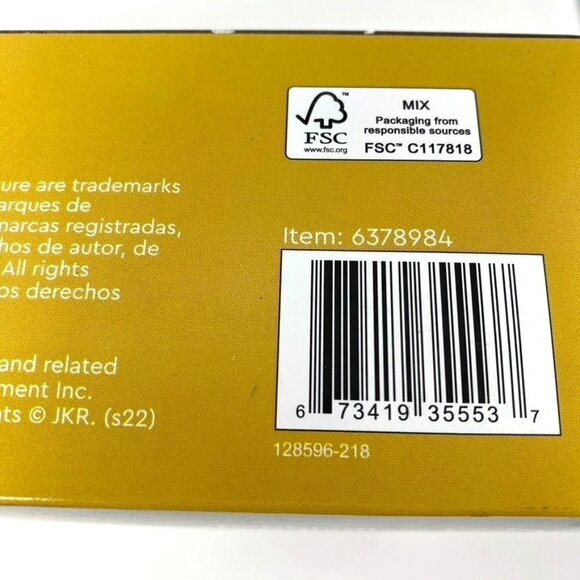 FSC™
www.fsc.org
MIX
Packaging from
responsible sources
FSC™ C117818
ure are trademarks
arques de
marcas registradas,
hos de autor, de
All rights
os derechos
and related
ment Inc.
nts © JKR. (s22)
Item: 6378984
6 73419 35553 7
128596-218